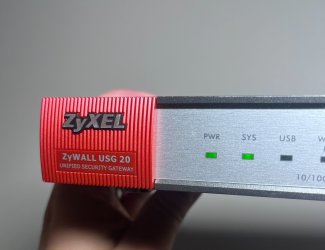 ZyXEL
ZyWALL USG 20
UNIFIED SECURITY GATEWAY
PWR SYS USB
10/100